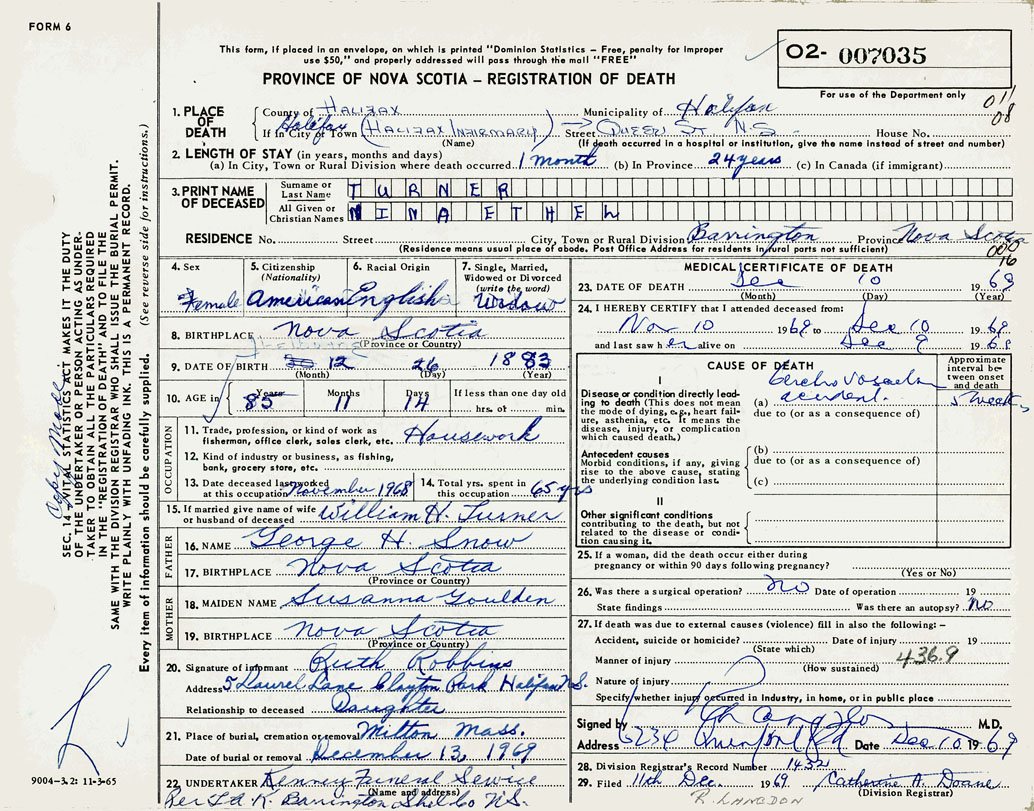 FORM 6
This form, if placed in an envelope, on which is printed "Dominion Statistics – Free, penalty for improper
use $50," and properly addressed will pass through the mail "FREE"
O2- 007035
PROVINCE OF NOVA SCOTIA – REGISTRATION OF DEATH
For use of the Department only
011
08
1. PLACE OF DEATH
County of HALIFAX Municipality of Halifax
If in City or Town Halifax (HALIFAX INFIRMARY) Street QUEEN ST. N.S. House No.
(Name) (If death occurred in a hospital or institution, give the name instead of street and number)
2. LENGTH OF STAY (in years, months and days)
(a) In City, Town or Rural Division where death occurred 1 month (b) In Province 24 years (c) In Canada (if immigrant)
3. PRINT NAME OF DECEASED
Surname or Last Name TURNER
All Given or Christian Names NINA ETHEL
RESIDENCE No. Street City, Town or Rural Division Barrington Province Nova Scotia
(Residence means usual place of abode. Post Office Address for residents in rural parts not sufficient)
16
4. Sex Female
5. Citizenship (Nationality) American
6. Racial Origin English
7. Single, Married, Widowed or Divorced (write the word) Widow
8. BIRTHPLACE Nova Scotia
(Province or Country)
9. DATE OF BIRTH 12 26 1883
(Month) (Day) (Year)
10. AGE in Years 85 Months 11 Days 14 If less than one day old hrs. or min.
OCCUPATION
11. Trade, profession, or kind of work as fisherman, office clerk, sales clerk, etc. Housework
12. Kind of industry or business, as fishing, bank, grocery store, etc.
13. Date deceased last worked at this occupation November 1968
14. Total yrs. spent in this occupation 65 yrs
15. If married give name of wife or husband of deceased William H. Turner
FATHER
16. NAME George H. Snow
17. BIRTHPLACE Nova Scotia
(Province or Country)
MOTHER
18. MAIDEN NAME Susanna Goulden
19. BIRTHPLACE Nova Scotia
(Province or Country)
20. Signature of informant Ruth Robbins
Address 5 Laurel Lane Clayton Park Halifax N.S.
Relationship to deceased Daughter
21. Place of burial, cremation or removal Milton Mass.
Date of burial or removal December 13, 1969
22. UNDERTAKER Kenney Funeral Service
(Name and address)
Barrington Shelbo N.S.
MEDICAL CERTIFICATE OF DEATH
23. DATE OF DEATH Dec 10 1969
(Month) (Day) (Year)
24. I HEREBY CERTIFY that I attended deceased from:
Nov 10 1969 to Dec 10 1969
and last saw her alive on Dec 9 1969
CAUSE OF DEATH
Approximate interval between onset and death
I
Disease or condition directly leading to death (This does not mean the mode of dying, e.g., heart failure, asthenia, etc. It means the disease, injury, or complication which caused death.)
(a) accident. 5 weeks
due to (or as a consequence of)
Antecedent causes
Morbid conditions, if any, giving rise to the above cause, stating the underlying condition last.
(b)
due to (or as a consequence of)
(c)
II
Other significant conditions
contributing to the death, but not related to the disease or condition causing it.
25. If a woman, did the death occur either during pregnancy or within 90 days following pregnancy?
(Yes or No)
26. Was there a surgical operation? No Date of operation 19
State findings Was there an autopsy? No
27. If death was due to external causes (violence) fill in also the following: –
Accident, suicide or homicide? Date of injury 19
(State which)
Manner of injury 436.9
(How sustained)
Nature of injury
Specify whether injury occurred in Industry, in home, or in public place
Signed by M.D.
Address 6234 Date Dec 10 1969
28. Division Registrar's Record Number 1432
29. Filed 11th Dec. 1969 Catherine A. Doane
(Division Registrar)
R. LANGDON
SEC. 14 – VITAL STATISTICS ACT MAKES IT THE DUTY
OF THE UNDERTAKER OR PERSON ACTING AS UNDER-
TAKER TO OBTAIN ALL THE PARTICULARS REQUIRED
IN THE "REGISTRATION OF DEATH" AND TO FILE THE
SAME WITH THE DIVISION REGISTRAR WHO SHALL ISSUE THE BURIAL PERMIT.
WRITE PLAINLY WITH UNFADING INK. THIS IS A PERMANENT RECORD.
Every item of information should be carefully supplied. (See reverse side for instructions.)
Copy Made
9004–3.2: 11-3-65